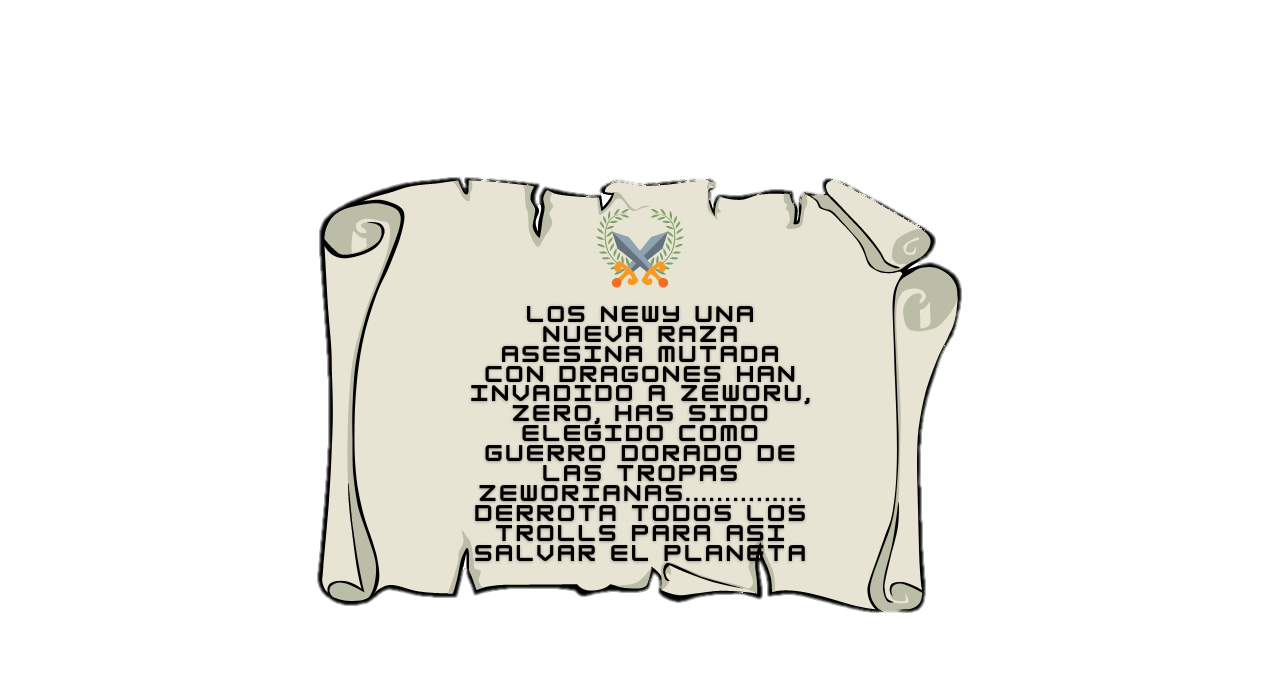 LOS NEWY UNA
NUEVA RAZA
ASESINA MUTADA
CON DRAGONES HAN
INVADIDO A ZEWORU,
ZERO, HAS SIDO
ELEGIDO COMO
GUERRO DORADO DE
LAS TROPAS
ZEWORIANAS...............
DERROTA TODOS LOS
TROLLS PARA ASI
SALVAR EL PLANETA